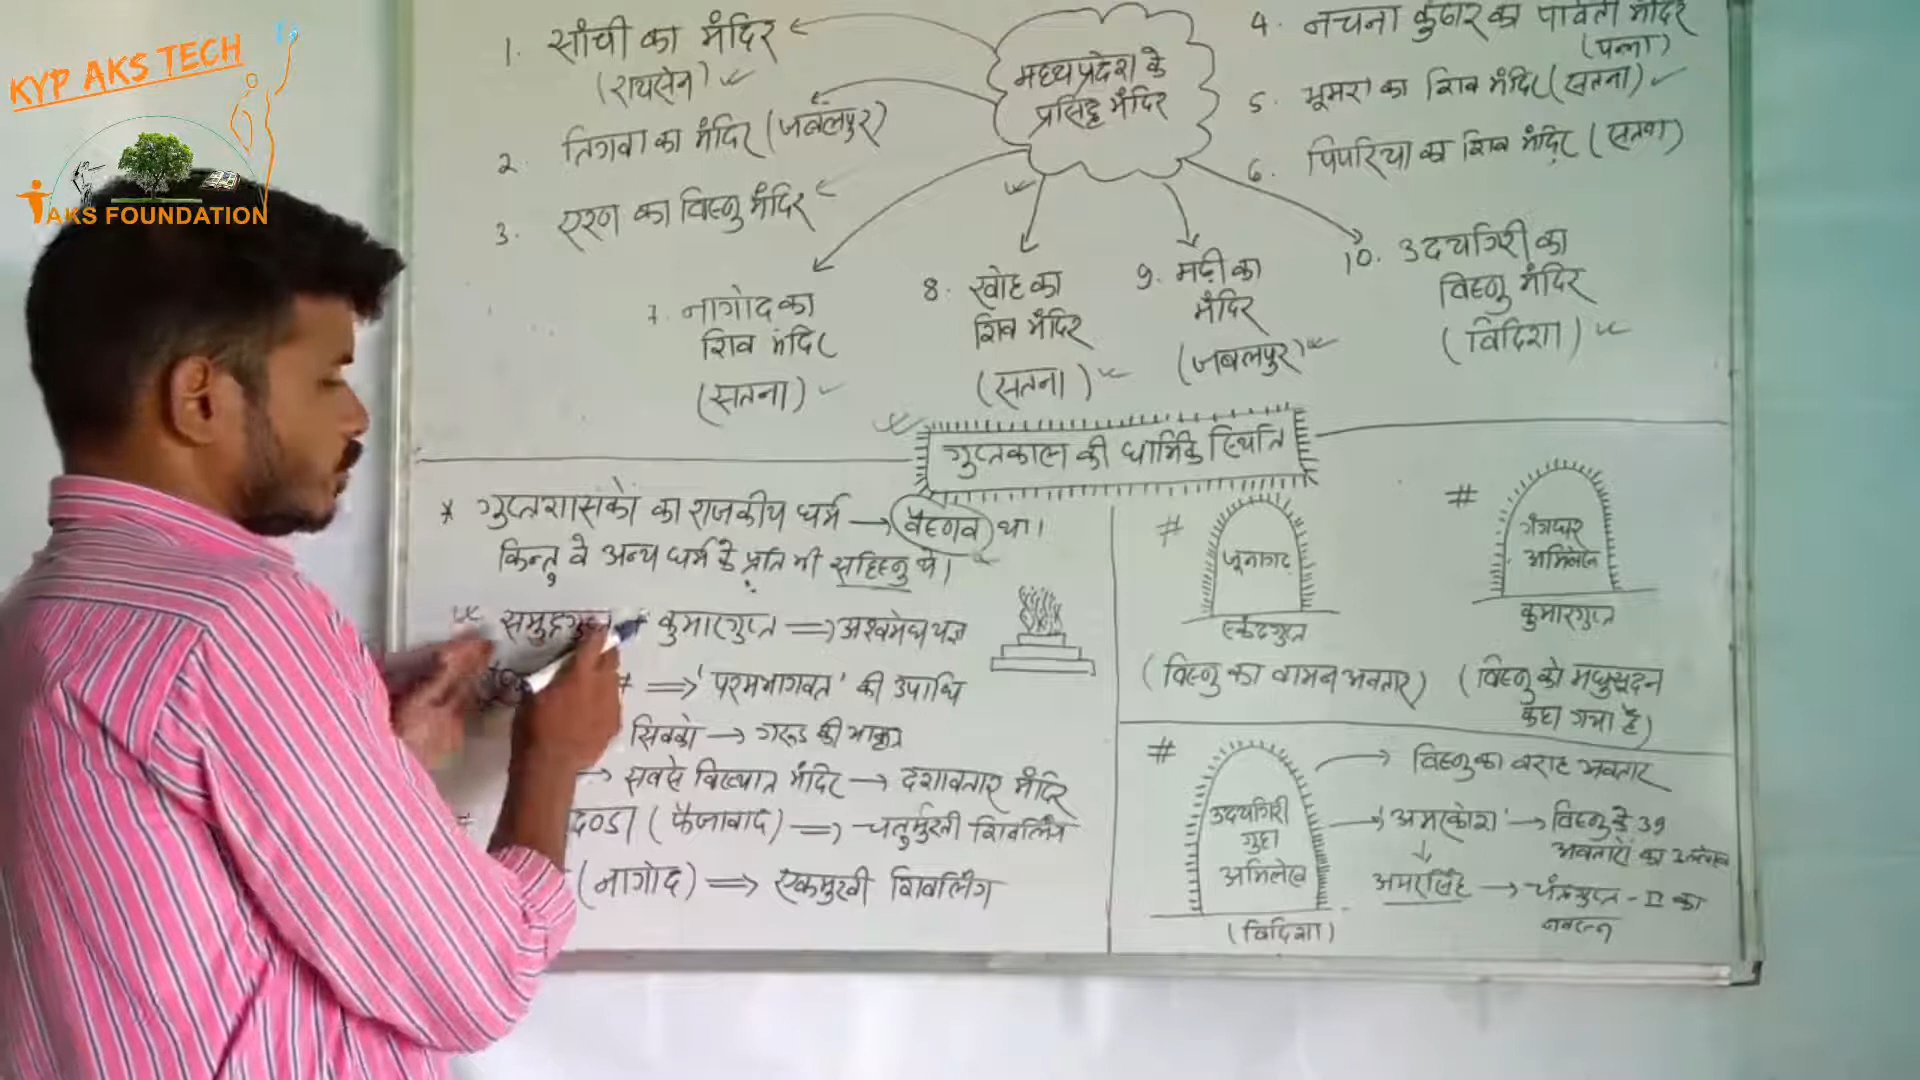 KYP AKS TECH
AKS FOUNDATION
मध्यप्रदेश के
प्रसिद्ध मंदिर
1. साँची का मंदिर
(रायसेन)
2. तिगवा का मंदिर (जबलपुर)
3. एरण का विष्णु मंदिर
4. नचना कुठार का पार्वती मंदिर
(पन्ना)
5. भूमरा का शिव मंदिर (सतना)
6. पिपरिया का शिव मंदिर (सतना)
7. नागोद का
शिव मंदिर
(सतना)
8. खोह का
शिव मंदिर
(सतना)
9. मढ़ी का
मंदिर
(जबलपुर)
10. उदयगिरी का
विष्णु मंदिर
(विदिशा)
गुप्तकाल की धार्मिक स्थिति
* गुप्तशासकों का राजकीय धर्म → वैष्णव था।
किन्तु वे अन्य धर्म के प्रति भी सहिष्णु थे।
समुद्रगुप्त + कुमारगुप्त ⇒ अश्वमेध यज्ञ
⇒ 'परमभागवत' की उपाधि
सिक्को → गरूड की आकृति
→ सबसे विख्यात मंदिर → दशावतार मंदिर
दण्डा (फैजाबाद) ⇒ चतुर्मुखी शिवलिंग
(नागोद) ⇒ एकमुखी शिवलिंग
# जूनागढ़
स्कंदगुप्त
(विष्णु का वामन अवतार)
# गंगधार
अभिलेख
कुमारगुप्त
(विष्णु को मधुसूदन
कहा गया है)
# उदयगिरी
गुहा
अभिलेख
(विदिशा)
→ विष्णु का वराह अवतार
→ 'अमरकोश' → विष्णु के 39
अवतारों का उल्लेख
अमरसिंह → चंद्रगुप्त - II का
नवरत्न